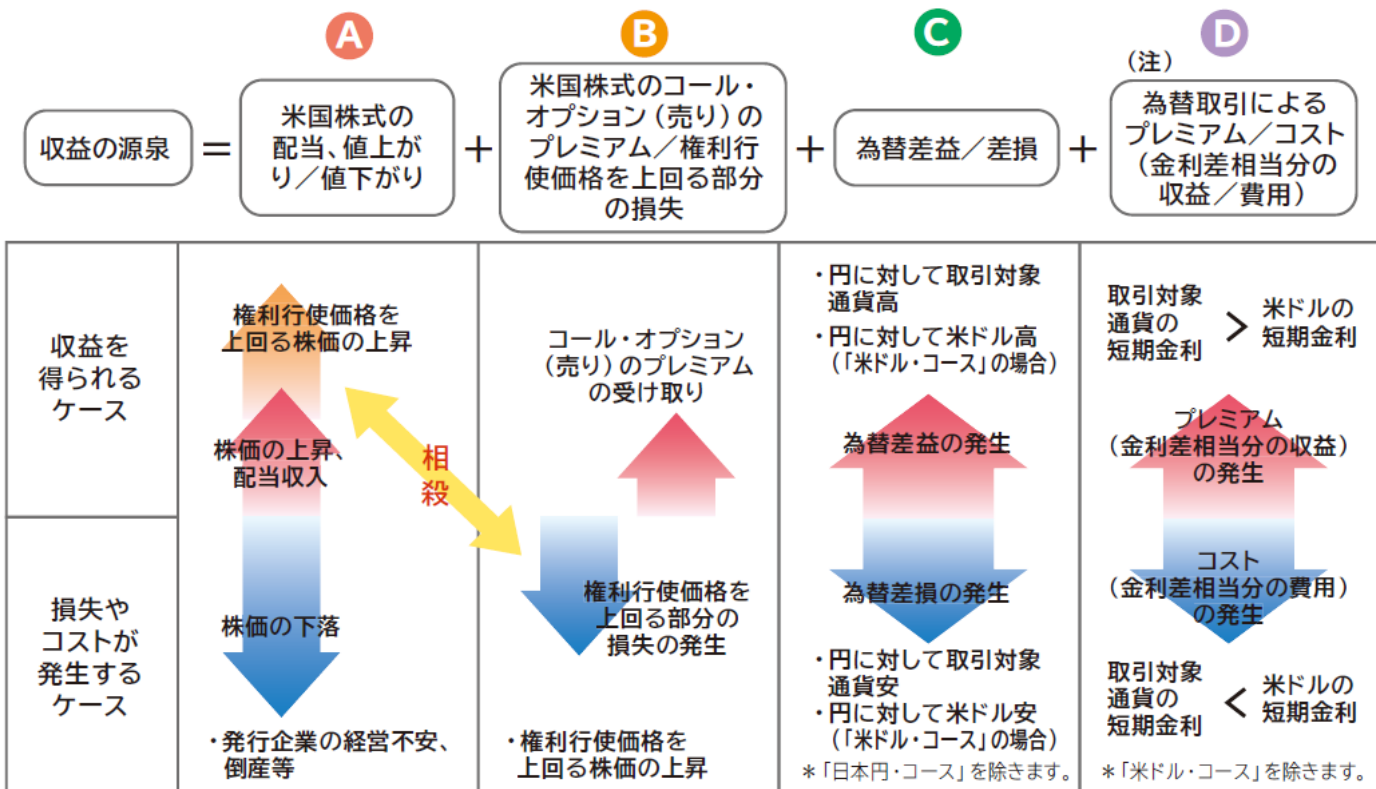 A
B
C
D
(注)
収益の源泉
=
米国株式の
配当、値上が
り/値下がり
+
米国株式のコール・
オプション(売り)の
プレミアム/権利行
使価格を上回る部分
の損失
+
為替差益/差損
+
為替取引による
プレミアム/コスト
(金利差相当分の
収益/費用)
収益を
得られる
ケース
権利行使価格を
上回る株価の上昇
株価の上昇、
配当収入
相
殺
コール・オプション
(売り)のプレミアム
の受け取り
・円に対して取引対象
通貨高
・円に対して米ドル高
(「米ドル・コース」の場合)
為替差益の発生
取引対象
通貨の
短期金利
>
米ドルの
短期金利
プレミアム
(金利差相当分の収益)
の発生
損失や
コストが
発生する
ケース
株価の下落
・発行企業の経営不安、
倒産等
権利行使価格を
上回る部分の
損失の発生
・権利行使価格を
上回る株価の上昇
為替差損の発生
・円に対して取引対象
通貨安
・円に対して米ドル安
(「米ドル・コース」の場合)
*「日本円・コース」を除きます。
コスト
(金利差相当分の費用)
の発生
取引対象
通貨の
短期金利
<
米ドルの
短期金利
*「米ドル・コース」を除きます。